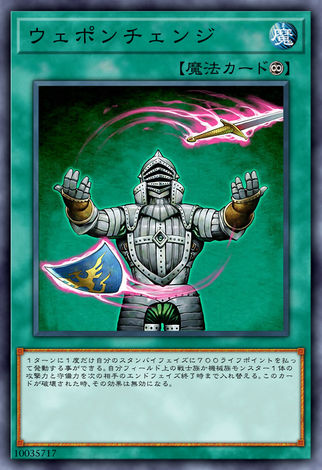 ウェポンチェンジ
魔
【魔法カード】
1ターンに1度だけ自分のスタンバイフェイズに700ライフポイントを払っ
て発動する事ができる。自分フィールド上の戦士族か機械族モンスター1体の
攻撃力と守備力を次の相手のエンドフェイズ終了時まで入れ替える。このカー
ドが破壊された時、その効果は無効になる。
10035717